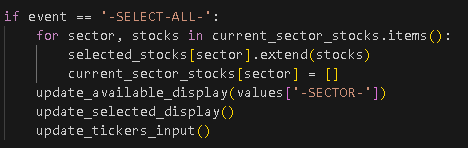 if event == '-SELECT-ALL-':
    for sector, stocks in current_sector_stocks.items():
        selected_stocks[sector].extend(stocks)
        current_sector_stocks[sector] = []
    update_available_display(values['-SECTOR-'])
    update_selected_display()
    update_tickers_input()